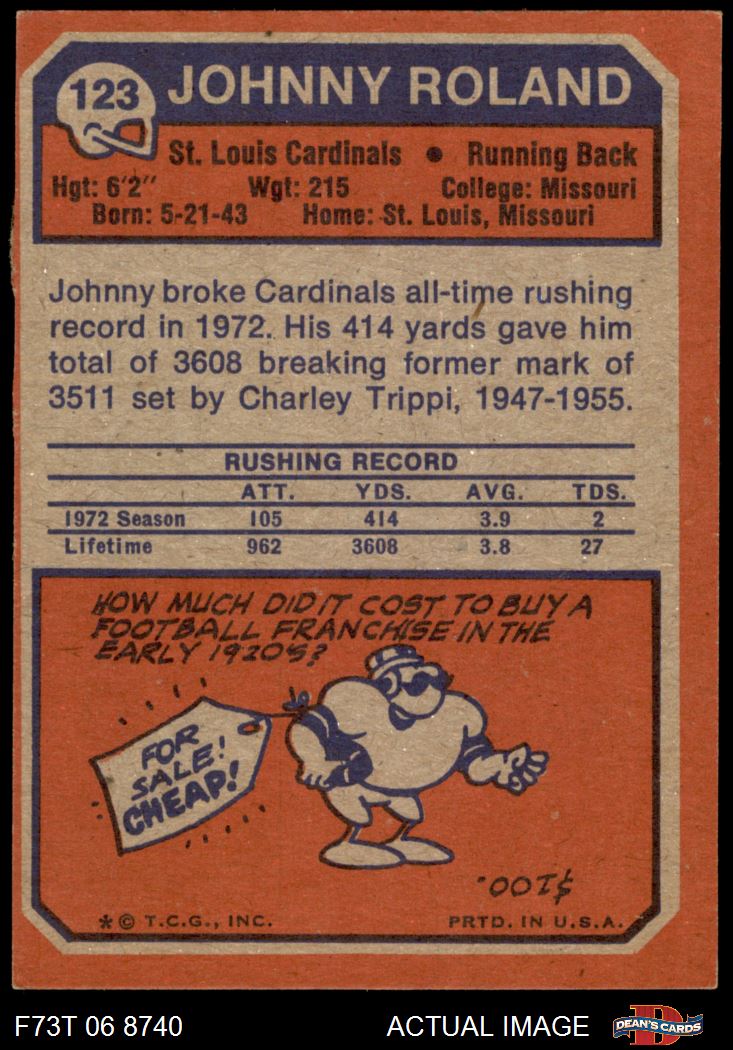 123
JOHNNY ROLAND
St. Louis Cardinals • Running Back
Hgt: 6'2" Wgt: 215 College: Missouri
Born: 5-21-43 Home: St. Louis, Missouri
Johnny broke Cardinals all-time rushing
record in 1972. His 414 yards gave him
total of 3608 breaking former mark of
3511 set by Charley Trippi, 1947-1955.
RUSHING RECORD
ATT. YDS. AVG. TDS.
1972 Season 105 414 3.9 2
Lifetime 962 3608 3.8 27
HOW MUCH DID IT COST TO BUY A
FOOTBALL FRANCHISE IN THE
EARLY 1920S?
FOR
SALE!
CHEAP!
$100.
* © T.C.G., INC. PRTD. IN U.S.A.
F73T 06 8740 ACTUAL IMAGE
D
DEAN'S CARDS